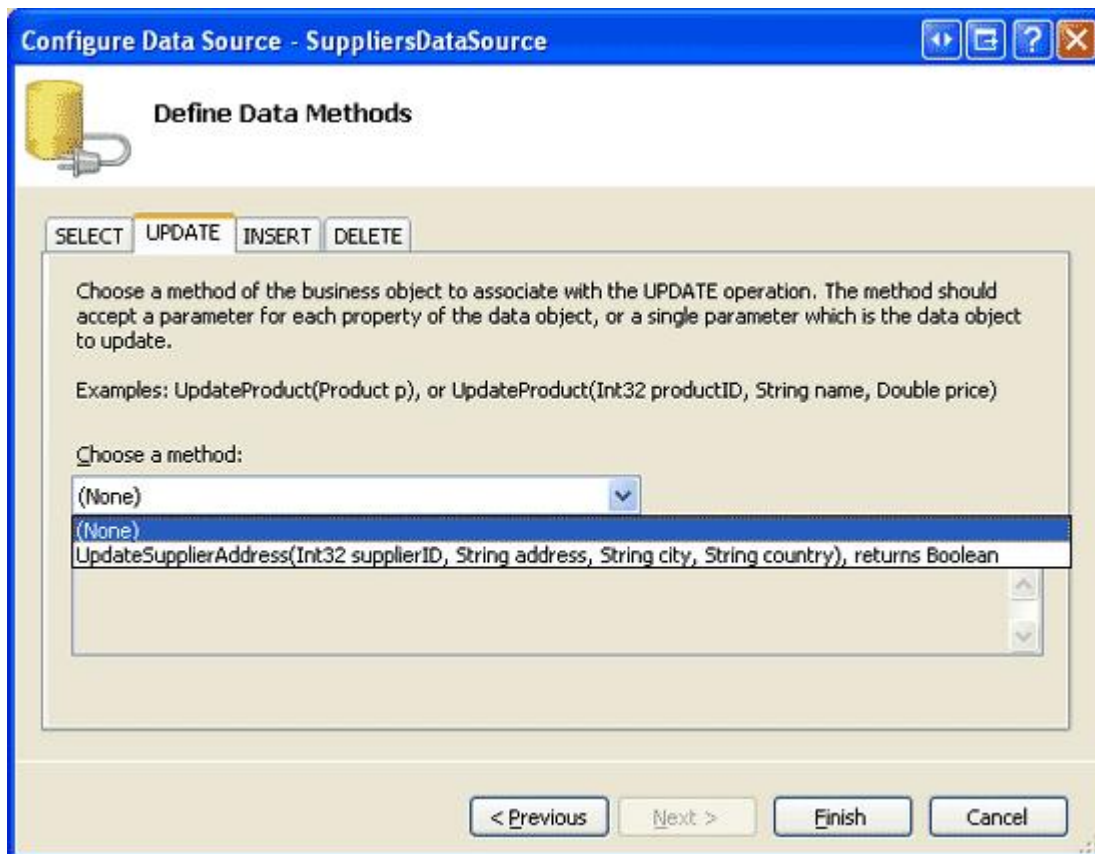 Configure Data Source - SuppliersDataSource
Define Data Methods
SELECT UPDATE INSERT DELETE
Choose a method of the business object to associate with the UPDATE operation. The method should
accept a parameter for each property of the data object, or a single parameter which is the data object
to update.
Examples: UpdateProduct(Product p), or UpdateProduct(Int32 productID, String name, Double price)
Choose a method:
(None)
(None)
UpdateSupplierAddress(Int32 supplierID, String address, String city, String country), returns Boolean
< Previous Next > Finish Cancel